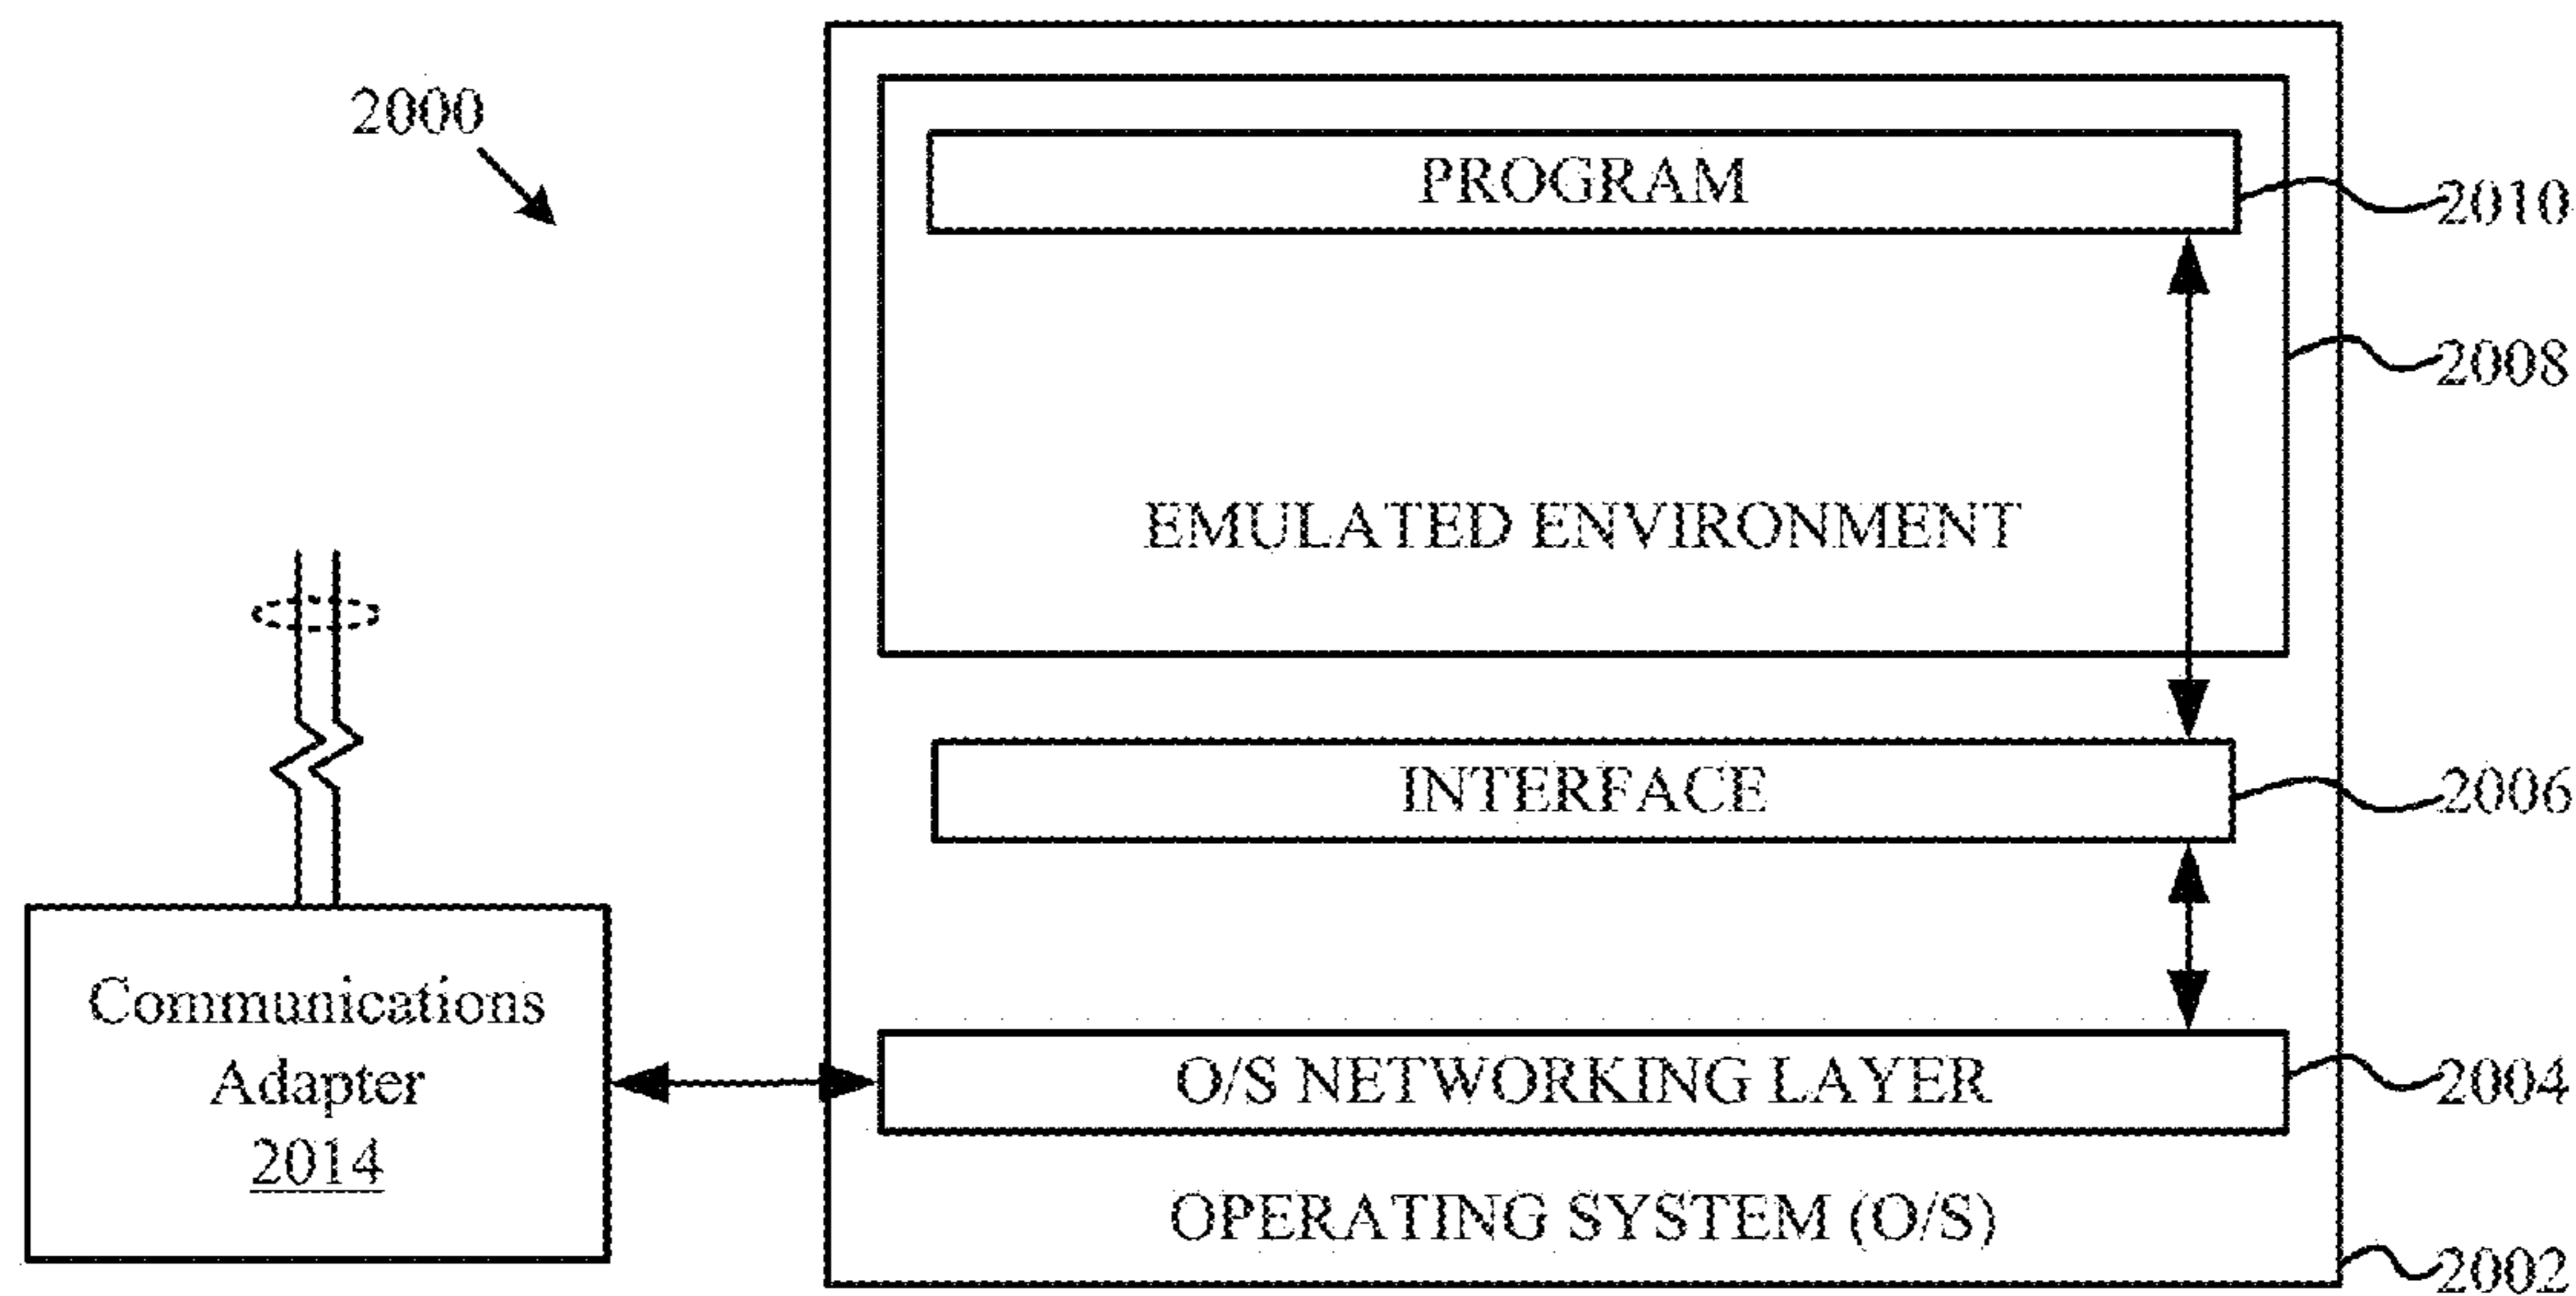 2000
PROGRAM
2010
2008
EMULATED ENVIRONMENT
INTERFACE
2006
Communications
Adapter
2014
O/S NETWORKING LAYER
2004
OPERATING SYSTEM (O/S)
2002